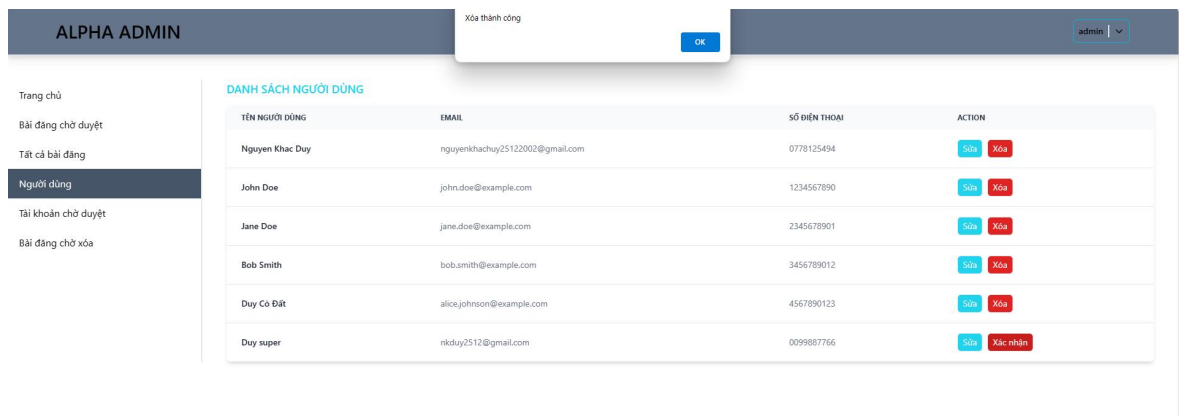 Xóa thành công
OK
ALPHA ADMIN
admin
Trang chủ
Bài đăng chờ duyệt
Tất cả bài đăng
Người dùng
Tài khoản chờ duyệt
Bài đăng chờ xóa
DANH SÁCH NGƯỜI DÙNG
TÊN NGƯỜI DÙNG EMAIL SỐ ĐIỆN THOẠI ACTION
Nguyen Khac Duy nguyenkhachuy25122002@gmail.com 0778125494 Sửa Xóa
John Doe john.doe@example.com 1234567890 Sửa Xóa
Jane Doe jane.doe@example.com 2345678901 Sửa Xóa
Bob Smith bob.smith@example.com 3456789012 Sửa Xóa
Duy Cò Đất alice.johnson@example.com 4567890123 Sửa Xóa
Duy super nkduy2512@gmail.com 0099887766 Sửa Xác nhận